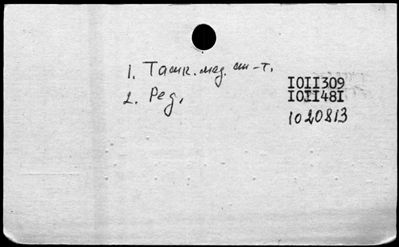 1. Ташк. мед. ин-т.
2. Ред.
IOII309
IOII48I
1020813